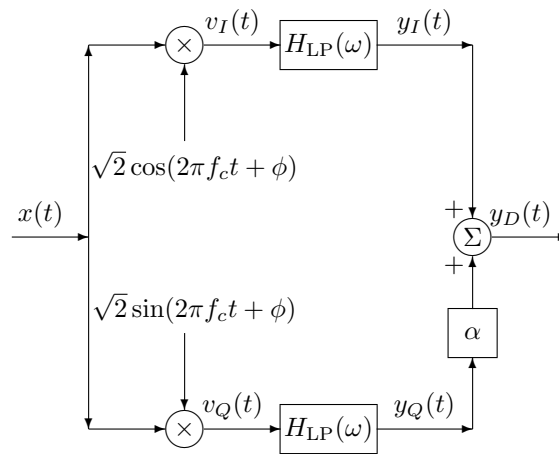 v_I(t) H_LP(ω) y_I(t)
×
√2 cos(2πf_c t + ϕ)
x(t) + Σ y_D(t)
+
√2 sin(2πf_c t + ϕ)
α
v_Q(t) H_LP(ω) y_Q(t)
×